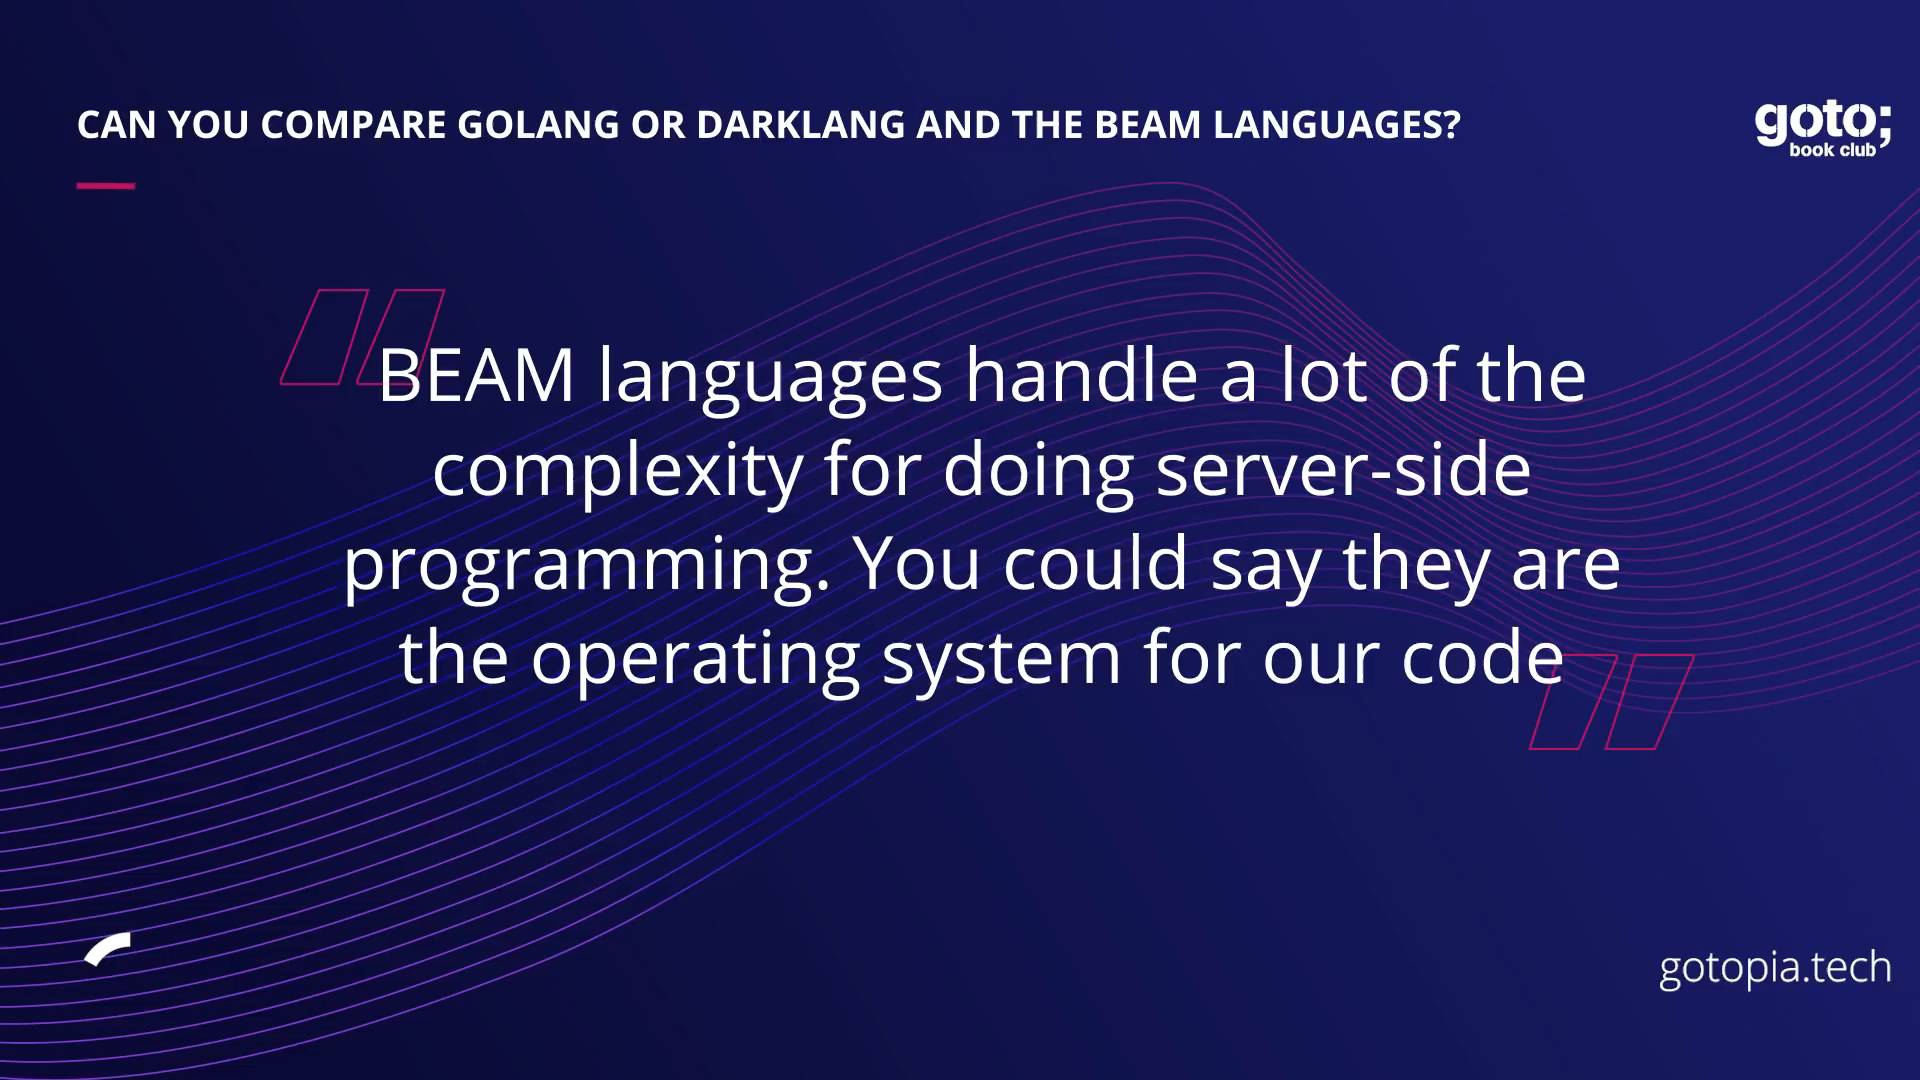 CAN YOU COMPARE GOLANG OR DARKLANG AND THE BEAM LANGUAGES?
goto;
book club
BEAM languages handle a lot of the
complexity for doing server-side
programming. You could say they are
the operating system for our code
gotopia.tech